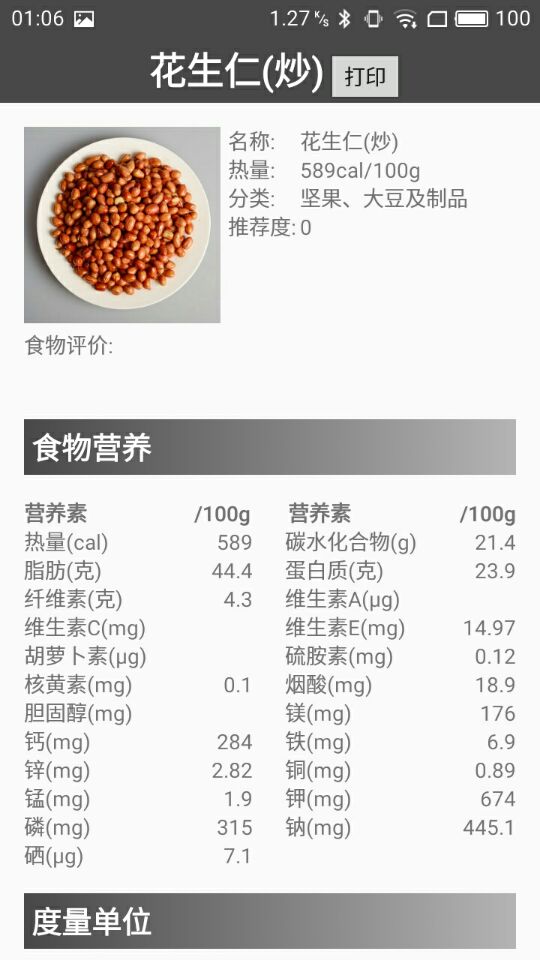 01:06 1.27 K/s 100
花生仁(炒) 打印
名称: 花生仁(炒)
热量: 589cal/100g
分类: 坚果、大豆及制品
推荐度: 0
食物评价:
食物营养
营养素 /100g 营养素 /100g
热量(cal) 589 碳水化合物(g) 21.4
脂肪(克) 44.4 蛋白质(克) 23.9
纤维素(克) 4.3 维生素A(µg)
维生素C(mg) 维生素E(mg) 14.97
胡萝卜素(µg) 硫胺素(mg) 0.12
核黄素(mg) 0.1 烟酸(mg) 18.9
胆固醇(mg) 镁(mg) 176
钙(mg) 284 铁(mg) 6.9
锌(mg) 2.82 铜(mg) 0.89
锰(mg) 1.9 钾(mg) 674
磷(mg) 315 钠(mg) 445.1
硒(µg) 7.1
度量单位